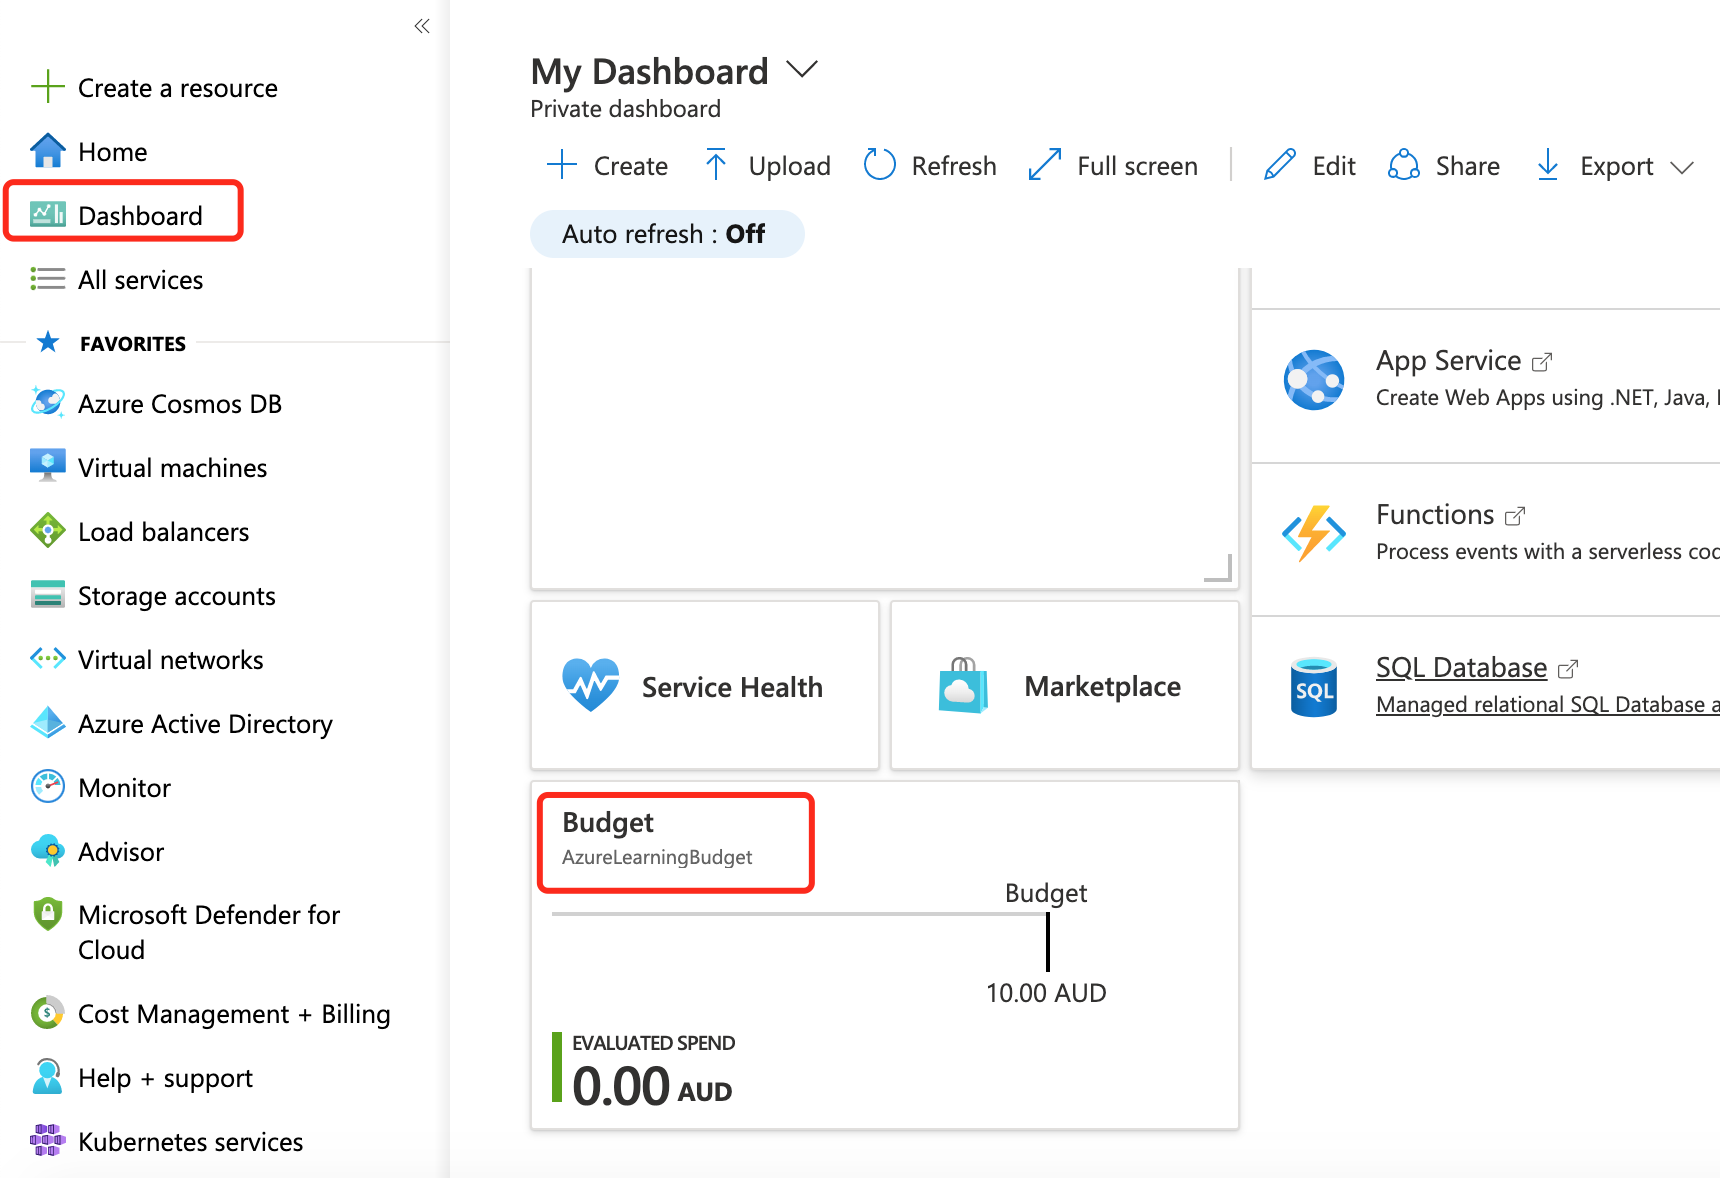 Create a resource
Home
Dashboard
All services
FAVORITES
Azure Cosmos DB
Virtual machines
Load balancers
Storage accounts
Virtual networks
Azure Active Directory
Monitor
Advisor
Microsoft Defender for
Cloud
Cost Management + Billing
Help + support
Kubernetes services
My Dashboard
Private dashboard
Create
Upload
Refresh
Full screen
Edit
Share
Export
Auto refresh : Off
Service Health
Marketplace
Budget
AzureLearningBudget
Budget
10.00 AUD
EVALUATED SPEND
0.00 AUD
App Service
Create Web Apps using .NET, Java,
Functions
Process events with a serverless
SQL
SQL Database
Managed relational SQL Database